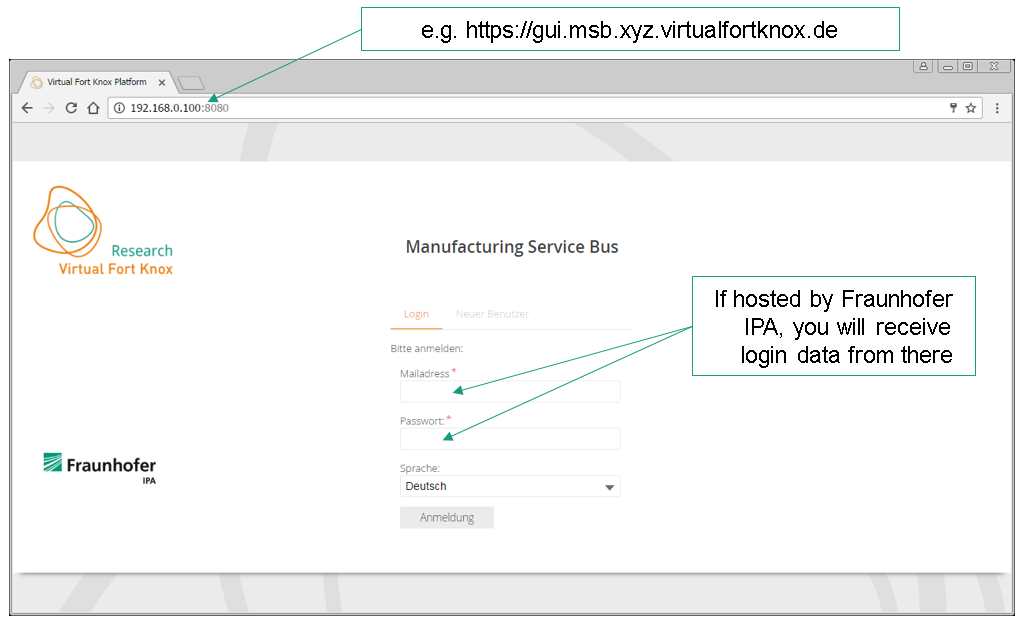 e.g. https://gui.msb.xyz.virtualfortknox.de
Virtual Fort Knox Platform
192.168.0.100:8080
Research
Virtual Fort Knox
Manufacturing Service Bus
Login Neuer Benutzer
If hosted by Fraunhofer
IPA, you will receive
login data from there
Bitte anmelden:
Mailadress *
Passwort: *
Fraunhofer
IPA
Sprache:
Deutsch
Anmeldung